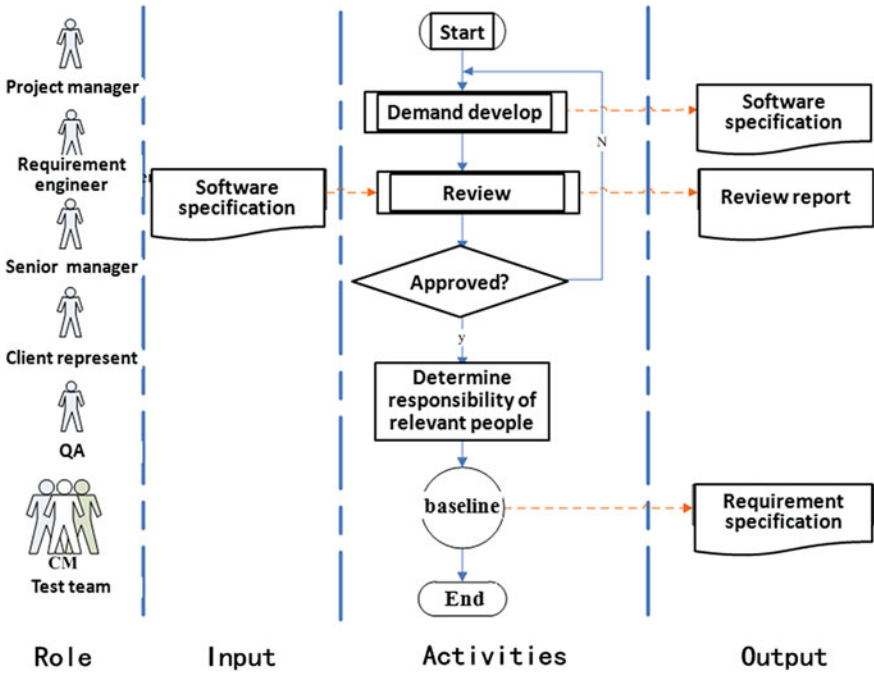 Start
Project manager
Demand develop
Software
specification
N
Requirement
engineer
Software
specification
Review
Review report
Senior manager
Approved?
Client represent
y
Determine
responsibility of
relevant people
QA
baseline
Requirement
specification
CM
Test team
End
Role
Input
Activities
Output